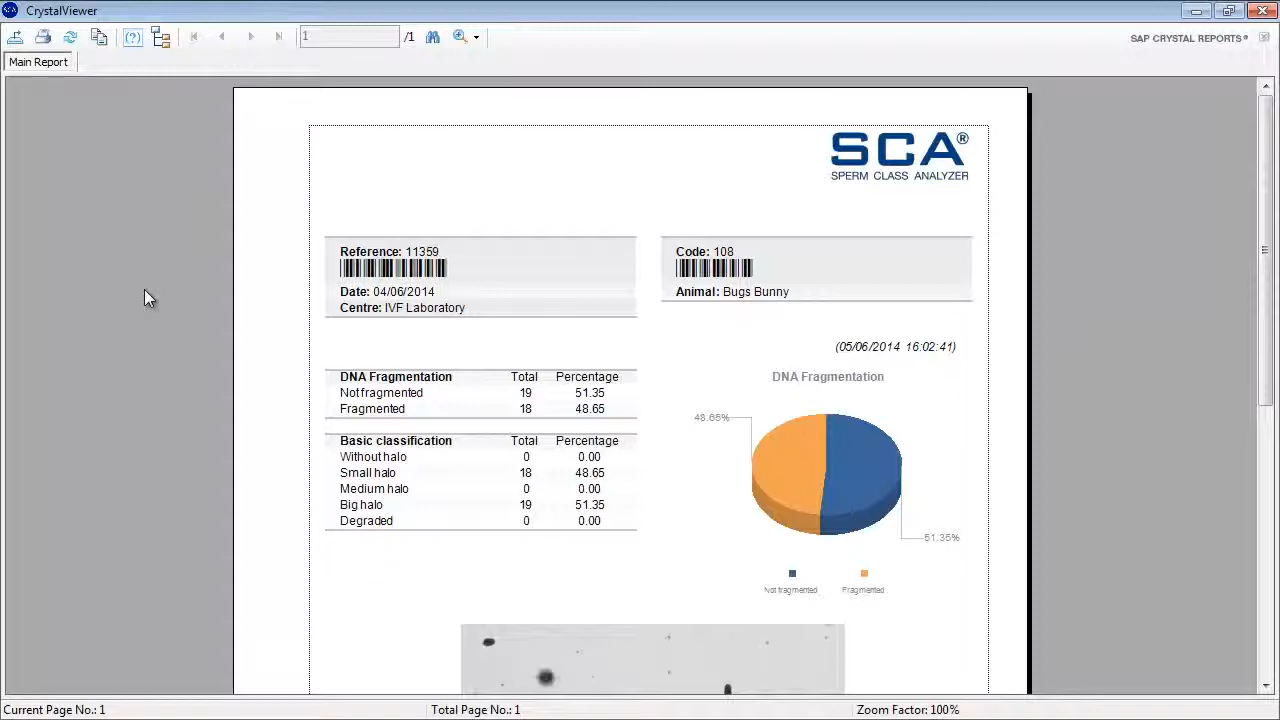 CrystalViewer
1 /1
SAP CRYSTAL REPORTS®
Main Report
SCA®
SPERM CLASS ANALYZER
Reference: 11359
Date: 04/06/2014
Centre: IVF Laboratory
Code: 108
Animal: Bugs Bunny
(05/06/2014 16:02:41)
DNA Fragmentation Total Percentage
Not fragmented 19 51.35
Fragmented 18 48.65
Basic classification Total Percentage
Without halo 0 0.00
Small halo 18 48.65
Medium halo 0 0.00
Big halo 19 51.35
Degraded 0 0.00
DNA Fragmentation
48.65%
51.35%
Not fragmented Fragmented
Current Page No.: 1 Total Page No.: 1 Zoom Factor: 100%